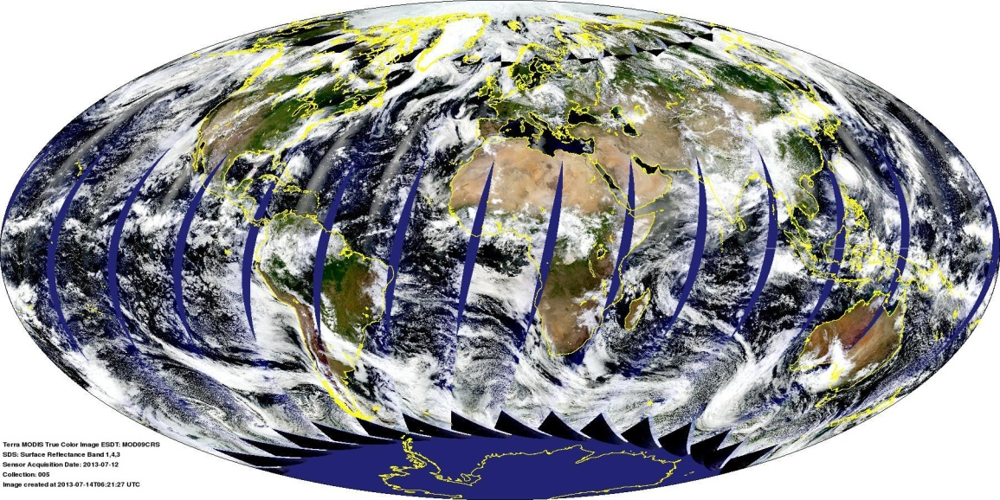 Terra MODIS True Color Image ESDT: MOD09CRS
SDS: Surface Reflectance Band 1,4,3
Sensor Acquisition Date: 2013-07-12
Collection: 005
Image created at 2013-07-14T06:21:27 UTC